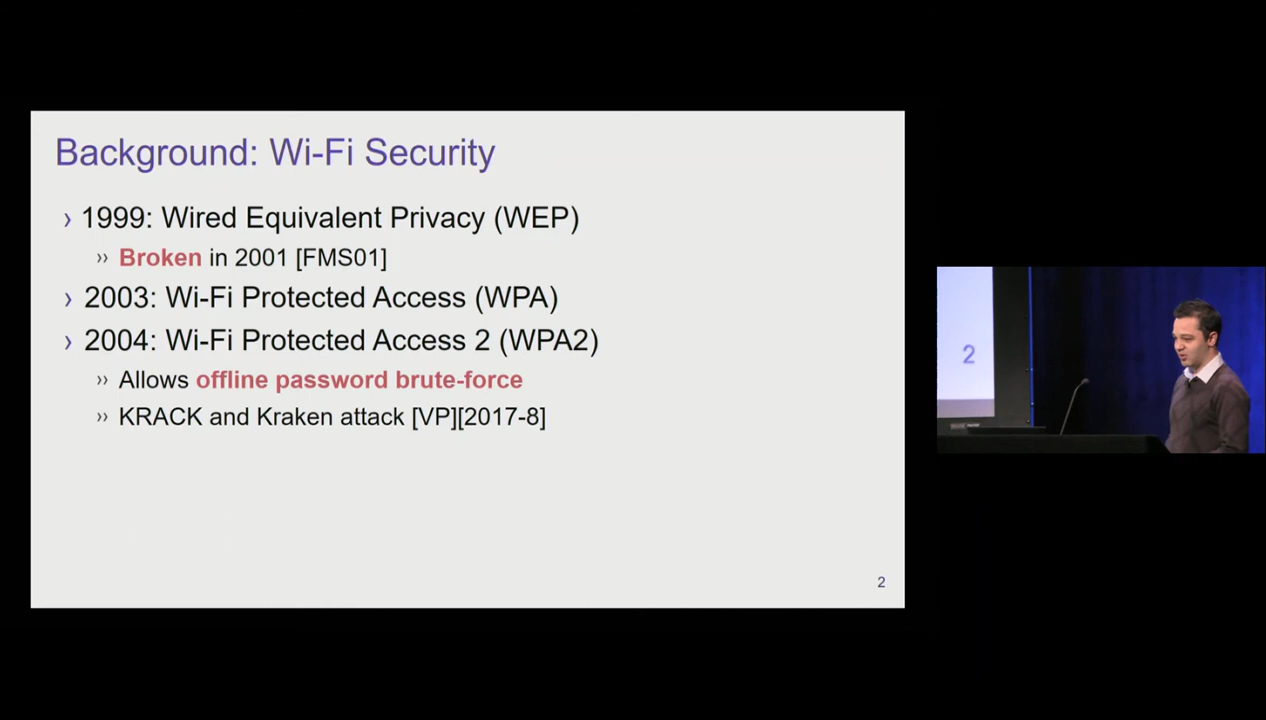 Background: Wi-Fi Security
› 1999: Wired Equivalent Privacy (WEP)
›› Broken in 2001 [FMS01]
› 2003: Wi-Fi Protected Access (WPA)
› 2004: Wi-Fi Protected Access 2 (WPA2)
›› Allows offline password brute-force
›› KRACK and Kraken attack [VP][2017-8]
2
2